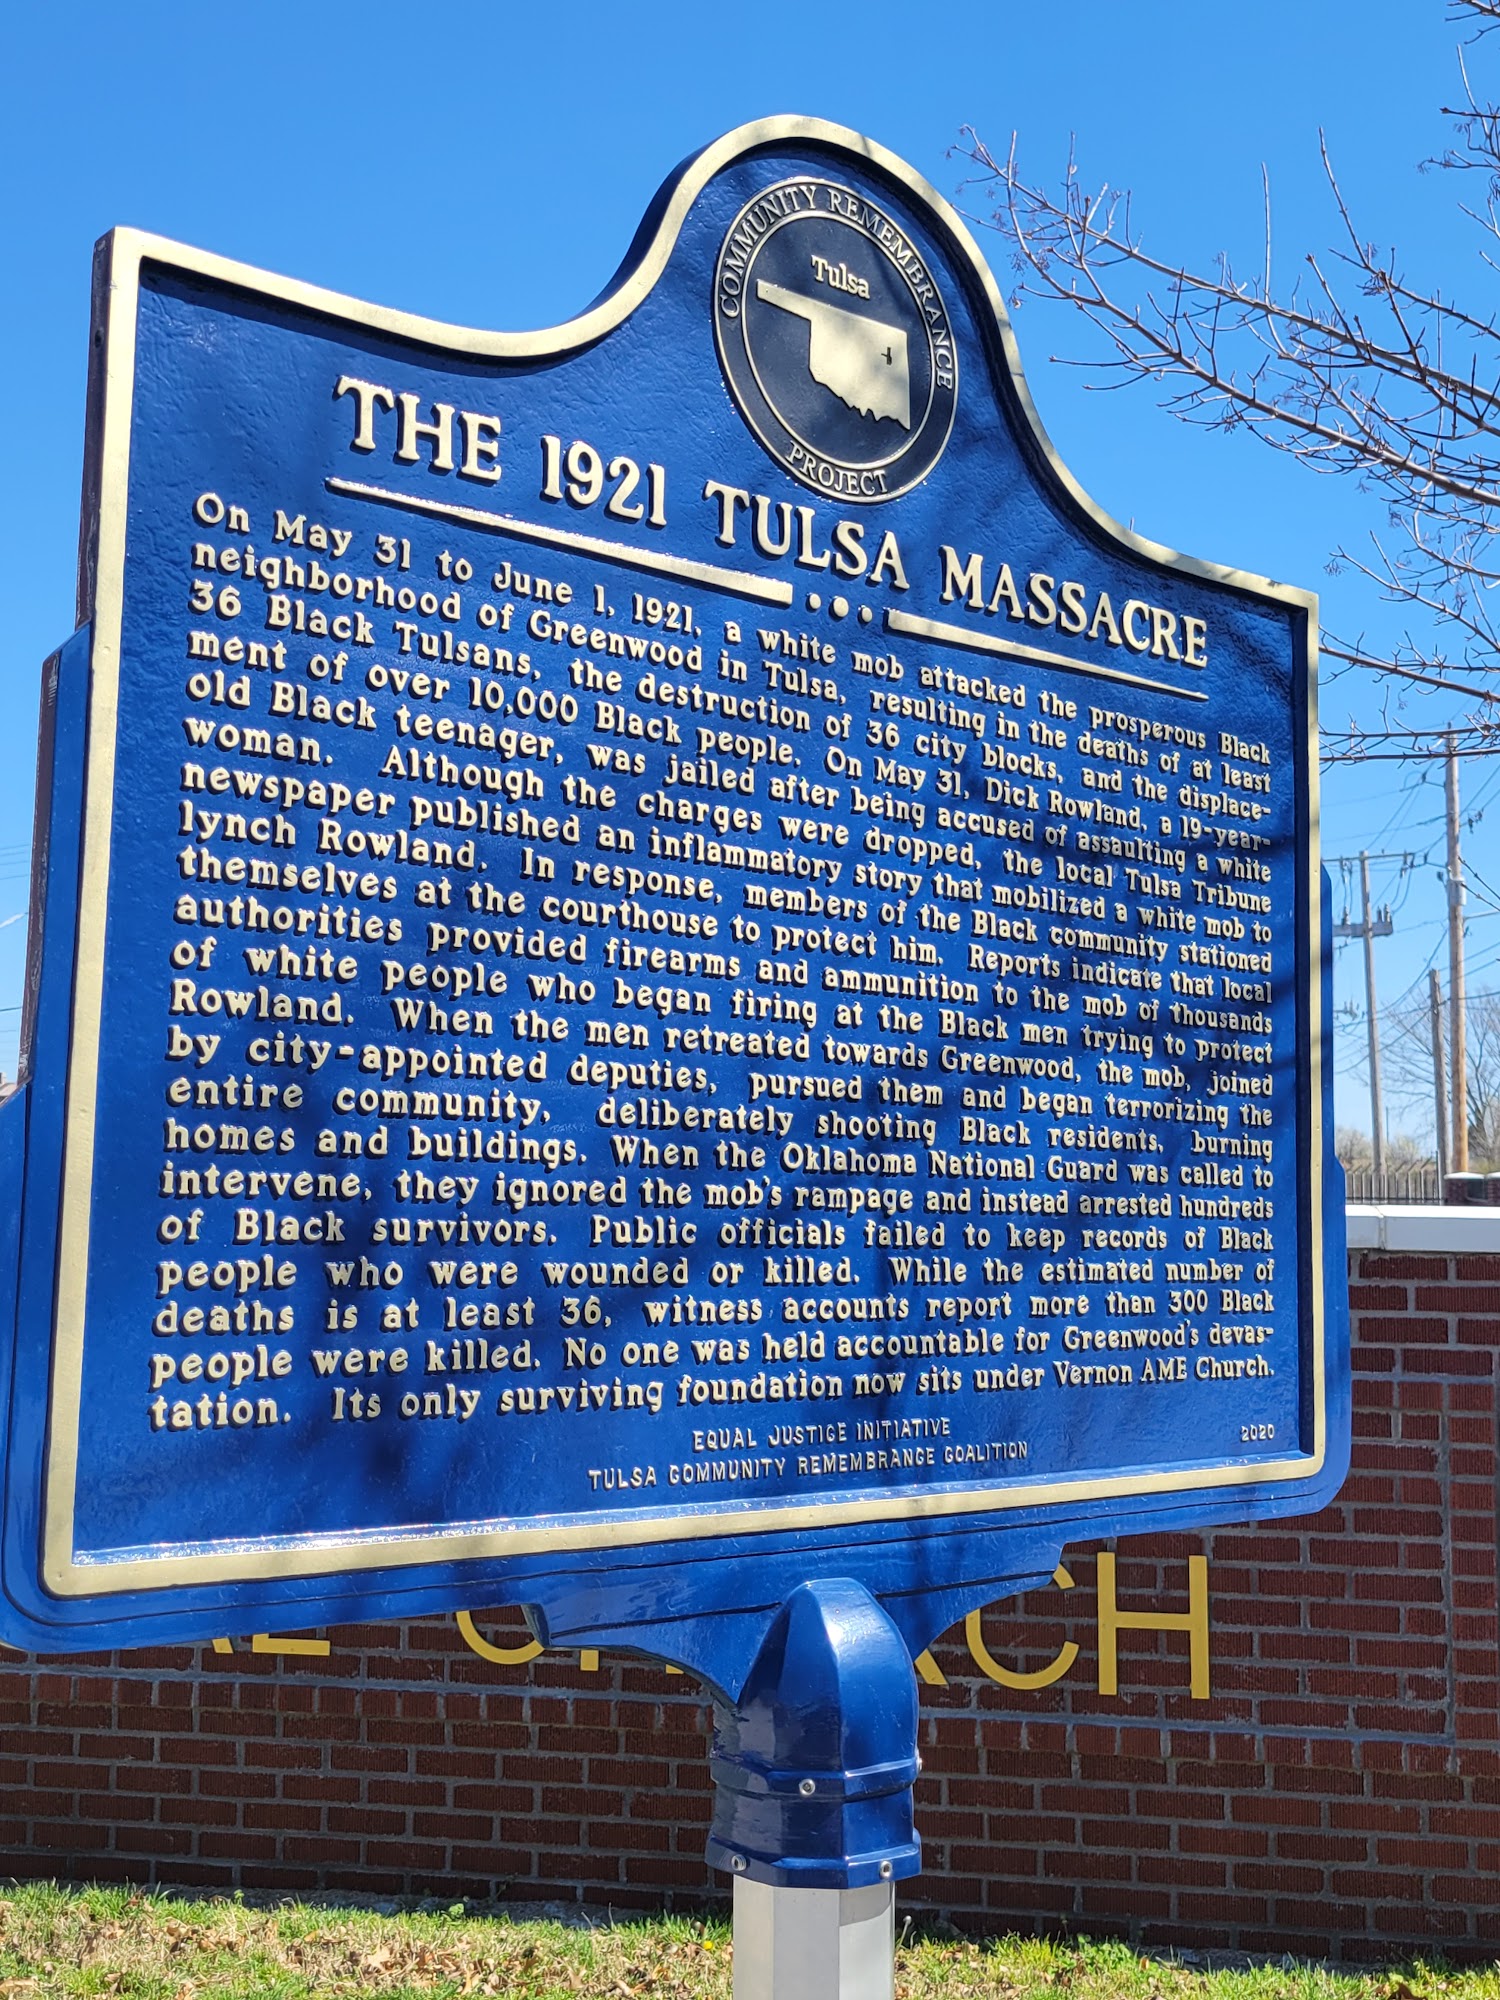 COMMUNITY REMEMBRANCE
Tulsa
PROJECT
THE 1921 TULSA MASSACRE
On May 31 to June 1, 1921, a white mob attacked the prosperous Black
neighborhood of Greenwood in Tulsa, resulting in the deaths of at least
36 Black Tulsans, the destruction of 36 city blocks, and the displace-
ment of over 10,000 Black people. On May 31, Dick Rowland, a 19-year-
old Black teenager, was jailed after being accused of assaulting a white
woman. Although the charges were dropped, the local Tulsa Tribune
newspaper published an inflammatory story that mobilized a white mob to
lynch Rowland. In response, members of the Black community stationed
themselves at the courthouse to protect him. Reports indicate that local
authorities provided firearms and ammunition to the mob of thousands
of white people who began firing at the Black men trying to protect
Rowland. When the men retreated towards Greenwood, the mob, joined
by city-appointed deputies, pursued them and began terrorizing the
entire community, deliberately shooting Black residents, burning
homes and buildings. When the Oklahoma National Guard was called to
intervene, they ignored the mob's rampage and instead arrested hundreds
of Black survivors. Public officials failed to keep records of Black
people who were wounded or killed. While the estimated number of
deaths is at least 36, witness accounts report more than 300 Black
people were killed. No one was held accountable for Greenwood's devas-
tation. Its only surviving foundation now sits under Vernon AME Church.
EQUAL JUSTICE INITIATIVE
2020
TULSA COMMUNITY REMEMBRANCE COALITION